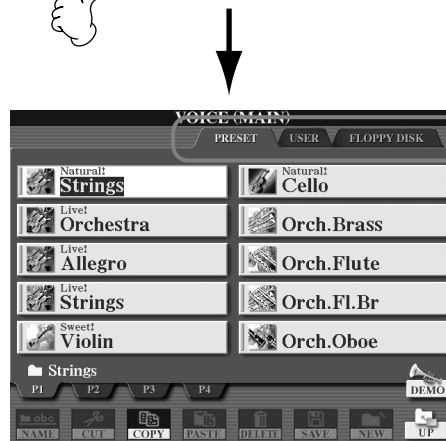 VOICE (MAIN)
PRESET USER FLOPPY DISK
Natural!
Strings
Natural!
Cello
Live!
Orchestra
Orch.Brass
Live!
Allegro
Orch.Flute
Live!
Strings
Orch.Fl.Br
Sweet!
Violin
Orch.Oboe
Strings
P1 P2 P3 P4
DEMO
abc
NAME CUT COPY PASTE DELETE SAVE NEW UP